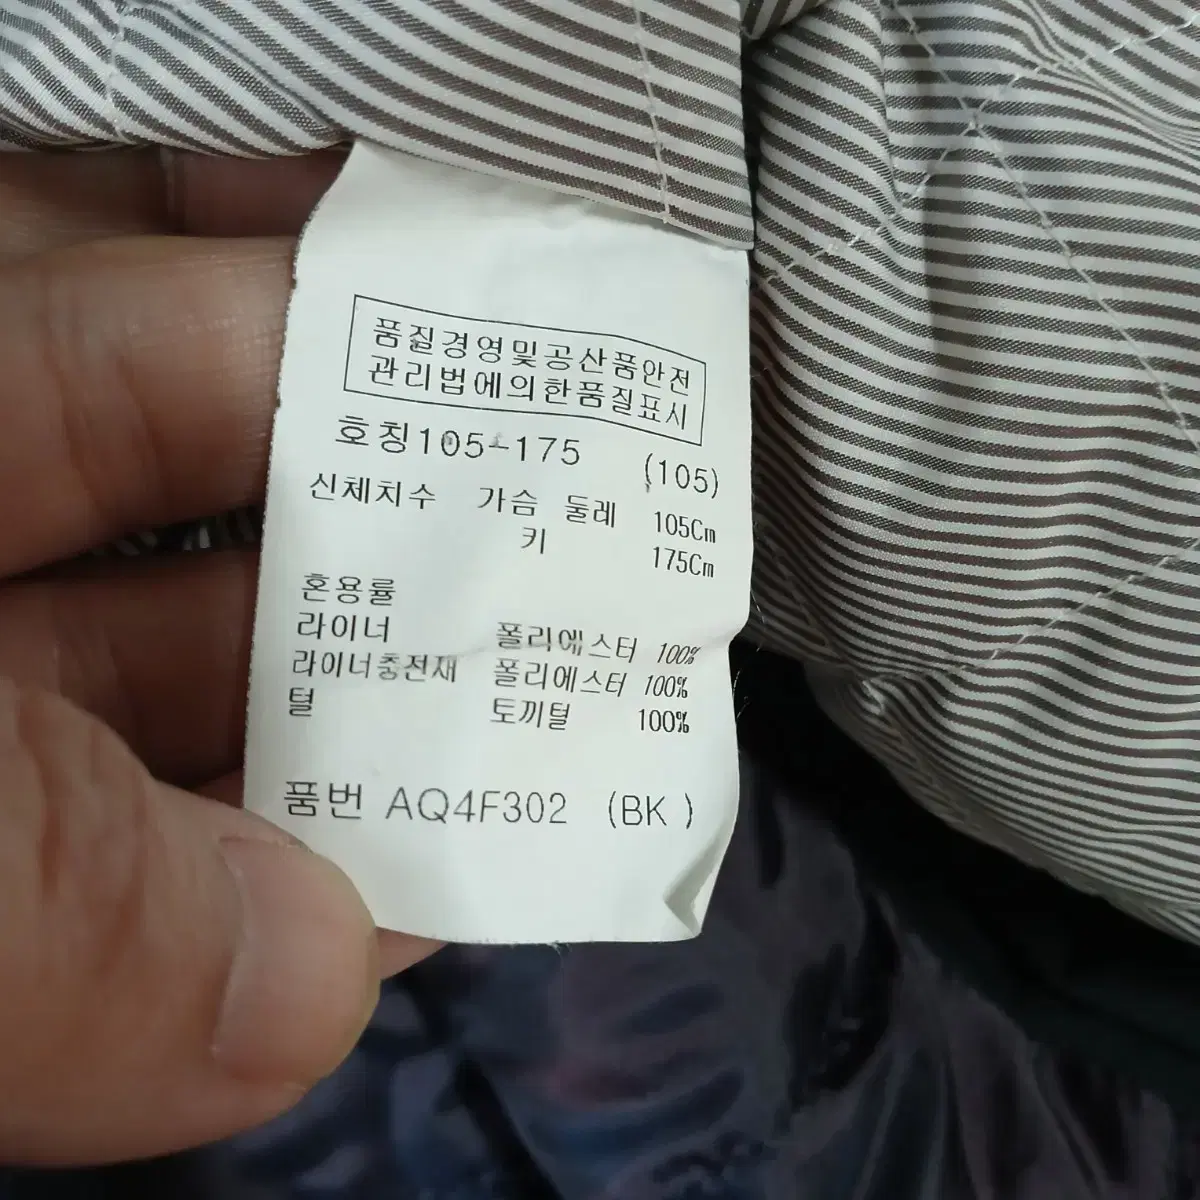 품질경영및공산품안전
관리법에의한품질표시
호칭105-175 (105)
신체치수 가슴 둘레 105Cm
키 175Cm
혼용률
라이너 폴리에스터 100%
라이너충전재 폴리에스터 100%
털 토끼털 100%
품번 AQ4F302 (BK )